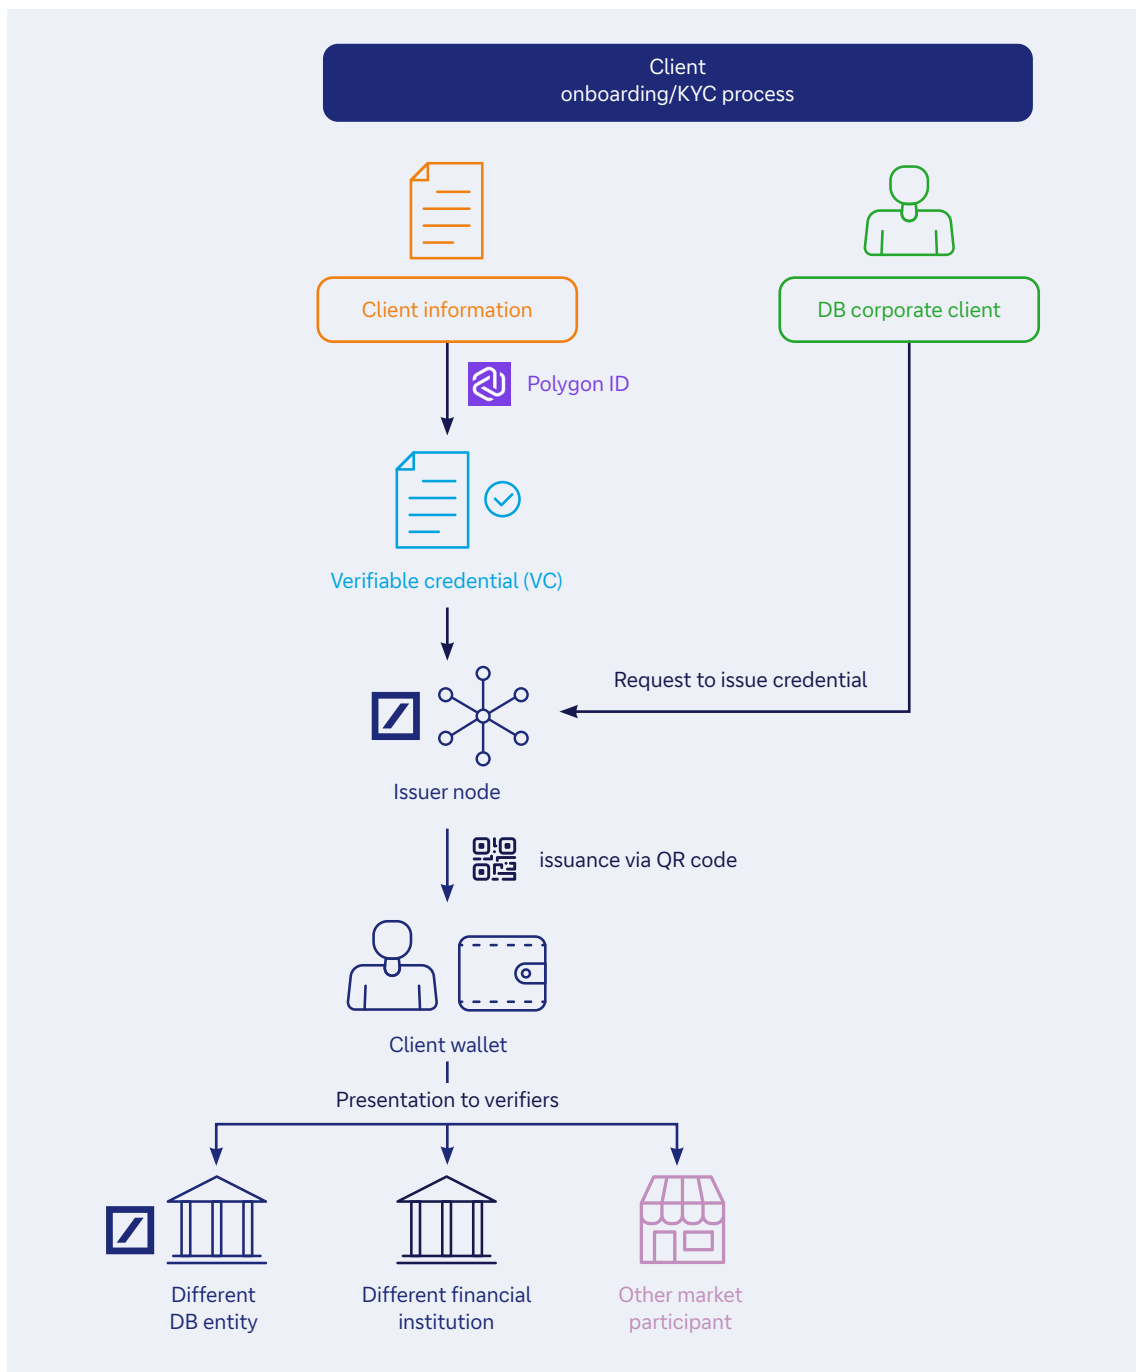 Client
onboarding/KYC process
Client information
DB corporate client
Polygon ID
Verifiable credential (VC)
Request to issue credential
Issuer node
issuance via QR code
Client wallet
Presentation to verifiers
Different
DB entity
Different financial
institution
Other market
participant